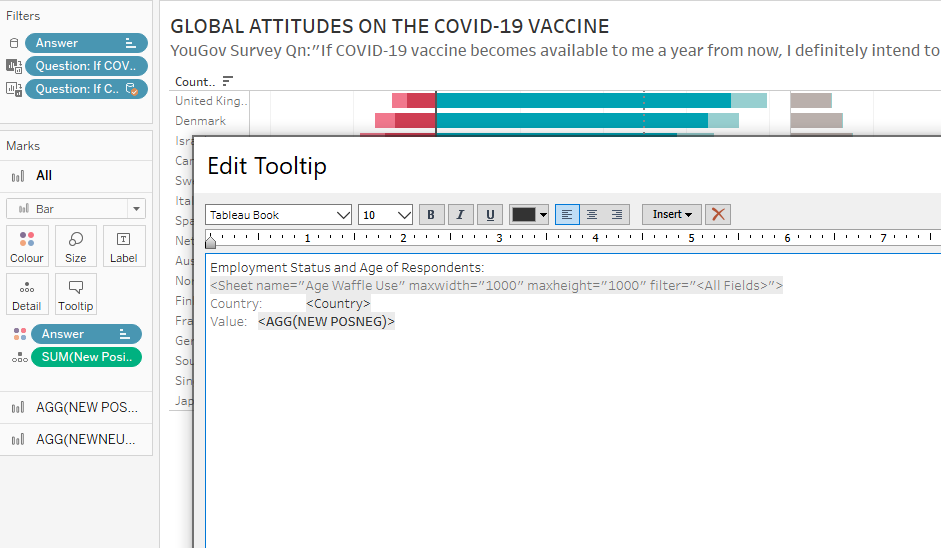 Filters
Answer
Question: If COV..
Question: If C..
Marks
All
Bar
Colour
Size
Label
Detail
Tooltip
Answer
SUM(New Posi..
AGG(NEW POS...
AGG(NEWNEU...
GLOBAL ATTITUDES ON THE COVID-19 VACCINE
YouGov Survey Qn:"If COVID-19 vaccine becomes available to me a year from now, I definitely intend to
Count..
United King..
Denmark
Isra
Can
Swe
Ital
Spa
Net
Aus
Nor
Fin
Fra
Ger
Sou
Sin
Jap
Edit Tooltip
Tableau Book
10
B I U
Insert
1 2 3 4 5 6 7
Employment Status and Age of Respondents:
<Sheet name="Age Waffle Use" maxwidth="1000" maxheight="1000" filter="<All Fields>">
Country: <Country>
Value: <AGG(NEW POSNEG)>